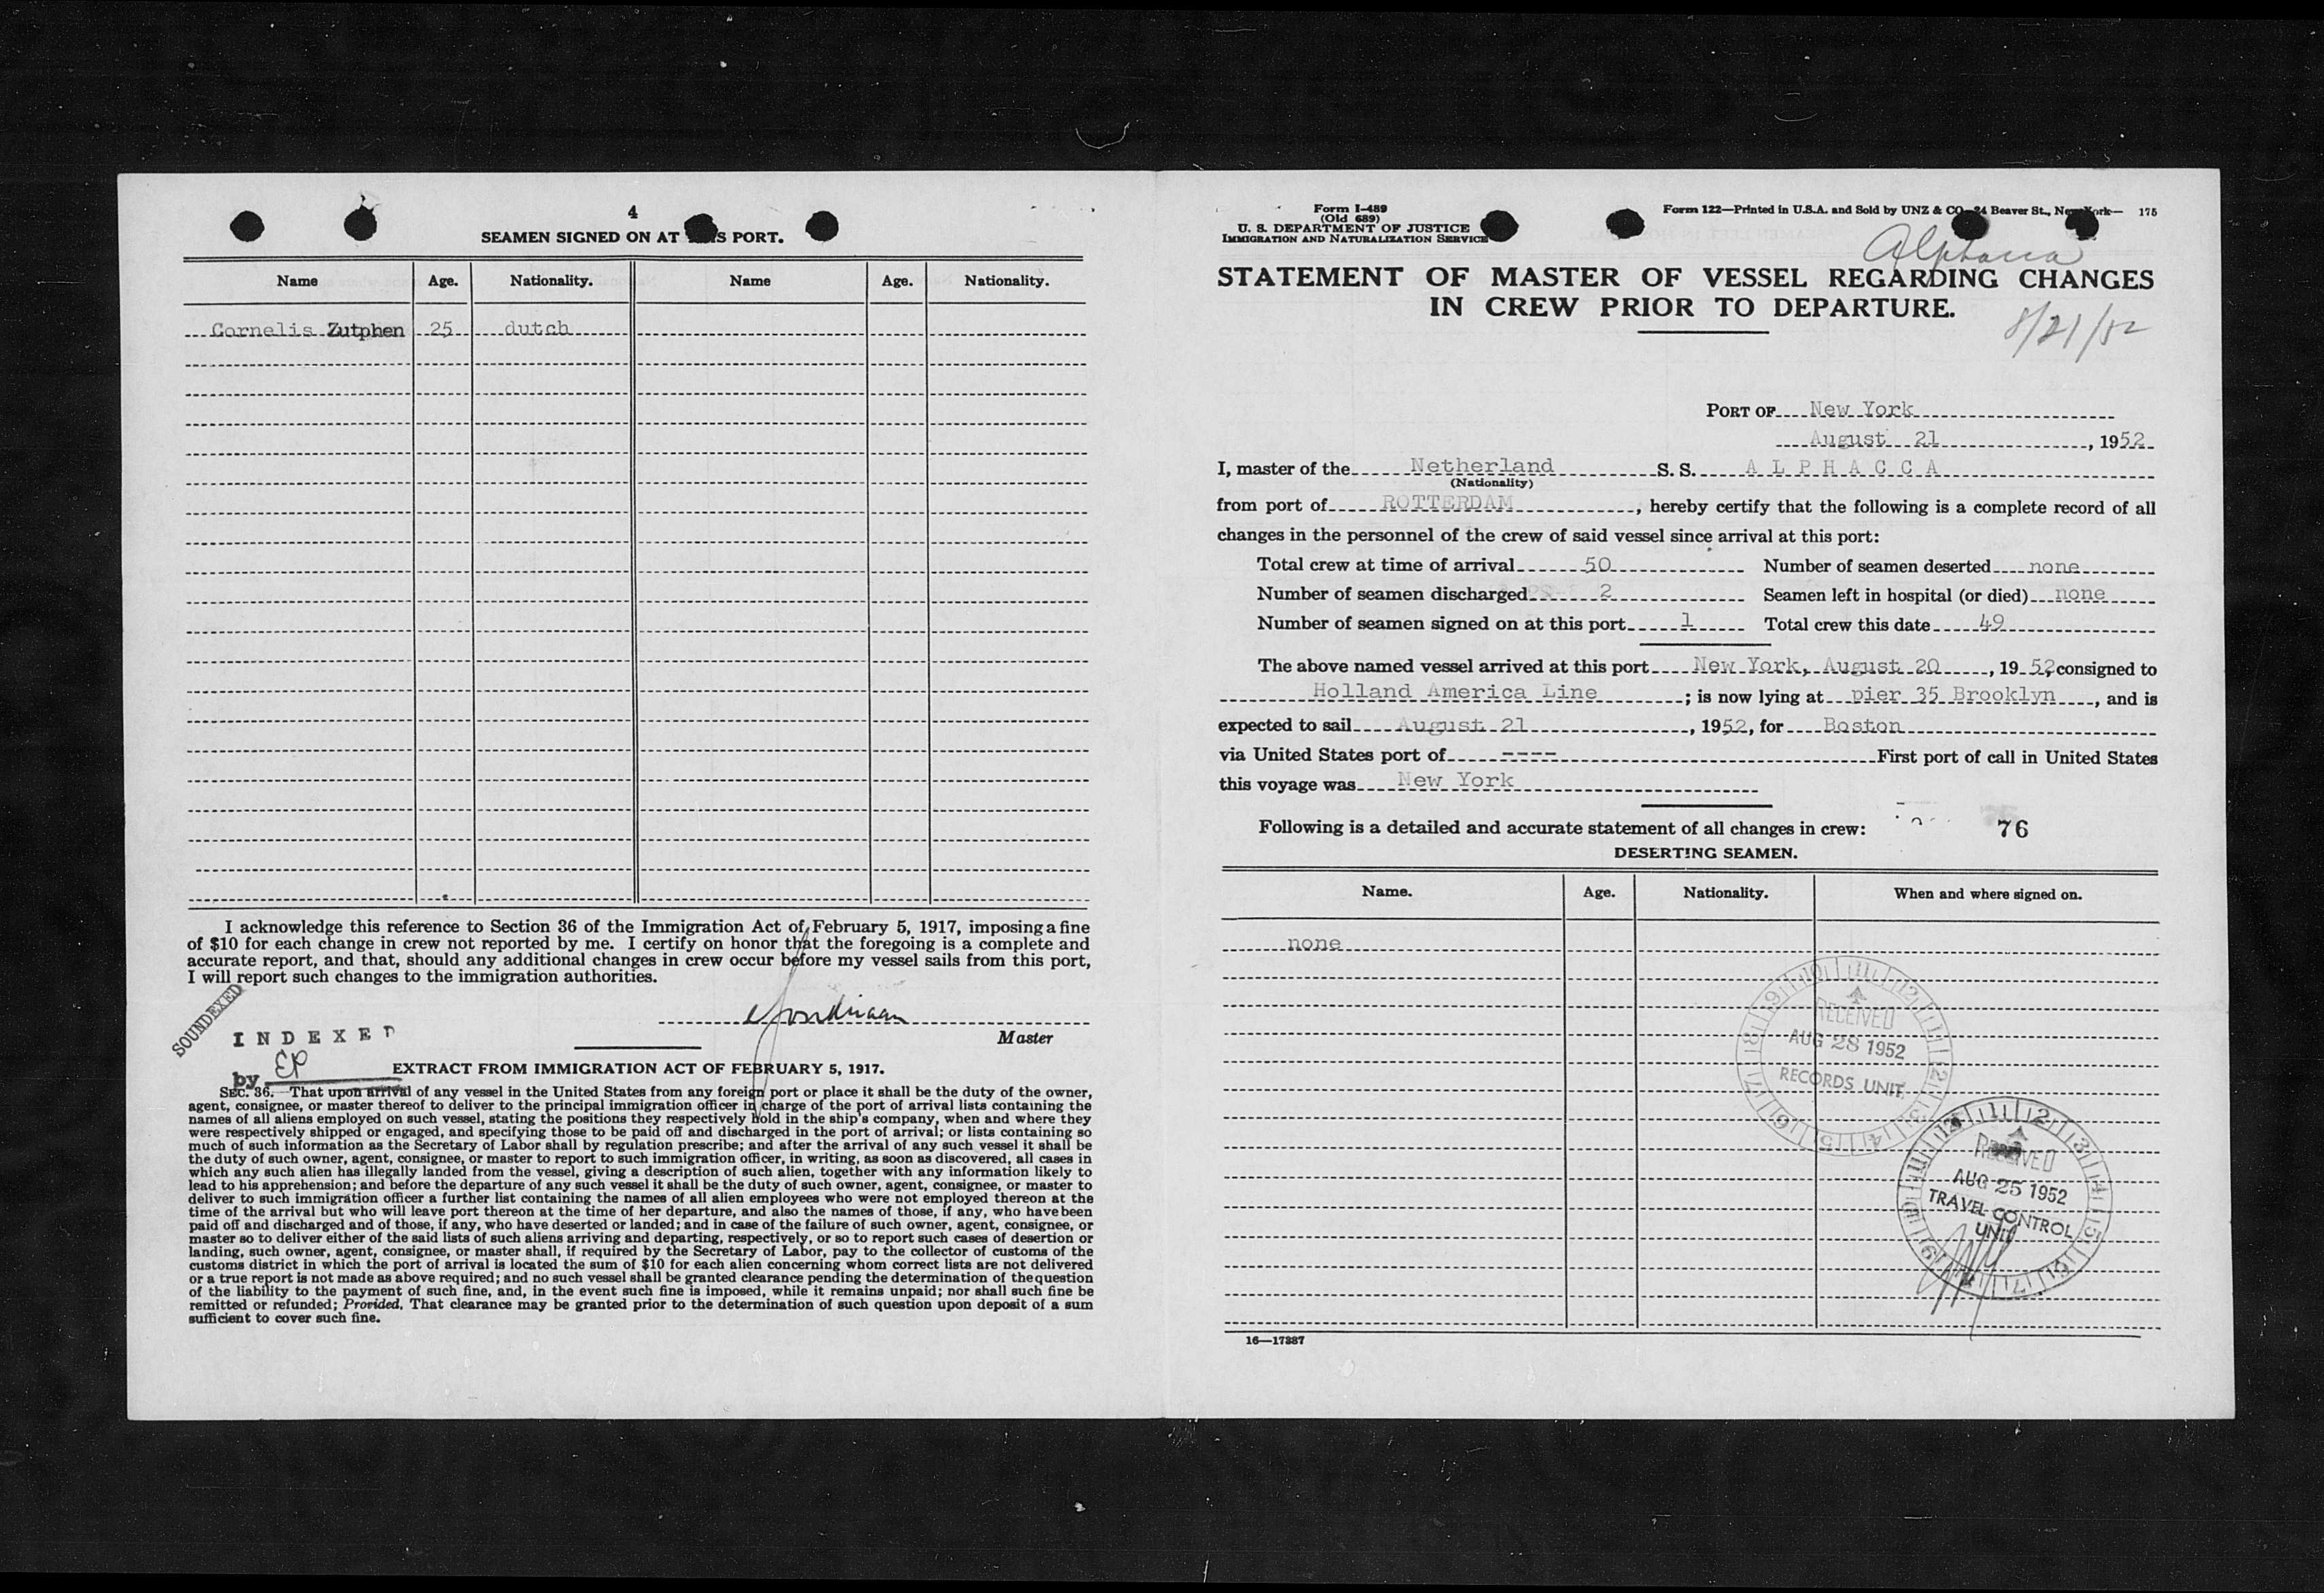 4
SEAMEN SIGNED ON AT THIS PORT.
Name Age. Nationality. Name Age. Nationality.
Cornelis Zutphen 25 dutch
I acknowledge this reference to Section 36 of the Immigration Act of February 5, 1917, imposing a fine
of $10 for each change in crew not reported by me. I certify on honor that the foregoing is a complete and
accurate report, and that, should any additional changes in crew occur before my vessel sails from this port,
I will report such changes to the immigration authorities.
SOUNDEXED
INDEXED
Master
by EP
EXTRACT FROM IMMIGRATION ACT OF FEBRUARY 5, 1917.
SEC. 36. That upon arrival of any vessel in the United States from any foreign port or place it shall be the duty of the owner,
agent, consignee, or master thereof to deliver to the principal immigration officer in charge of the port of arrival lists containing the
names of all aliens employed on such vessel, stating the positions they respectively hold in the ship's company, when and where they
were respectively shipped or engaged, and specifying those to be paid off and discharged in the port of arrival; or lists containing so
much of such information as the Secretary of Labor shall by regulation prescribe; and after the arrival of any such vessel it shall be
the duty of such owner, agent, consignee, or master to report to such immigration officer, in writing, as soon as discovered, all cases in
which any such alien has illegally landed from the vessel, giving a description of such alien, together with any information likely to
lead to his apprehension; and before the departure of any such vessel it shall be the duty of such owner, agent, consignee, or master to
deliver to such immigration officer a further list containing the names of all alien employees who were not employed thereon at the
time of the arrival but who will leave port thereon at the time of her departure, and also the names of those, if any, who have been
paid off and discharged and of those, if any, who have deserted or landed; and in case of the failure of such owner, agent, consignee, or
master so to deliver either of the said lists of such aliens arriving and departing, respectively, or so to report such cases of desertion or
landing, such owner, agent, consignee, or master shall, if required by the Secretary of Labor, pay to the collector of customs of the
customs district in which the port of arrival is located the sum of $10 for each alien concerning whom correct lists are not delivered
or a true report is not made as above required; and no such vessel shall be granted clearance pending the determination of the question
of the liability to the payment of such fine, and, in the event such fine is imposed, while it remains unpaid; nor shall such fine be
remitted or refunded; Provided, That clearance may be granted prior to the determination of such question upon deposit of a sum
sufficient to cover such fine.
Form I-489
(Old 689)
U. S. DEPARTMENT OF JUSTICE
IMMIGRATION AND NATURALIZATION SERVICE
Form 122—Printed in U.S.A. and Sold by UNZ & CO., 24 Beaver St., New York— 175
STATEMENT OF MASTER OF VESSEL REGARDING CHANGES
IN CREW PRIOR TO DEPARTURE.
8/21/52
PORT OF New York
August 21, 1952
I, master of the Netherland S. S. ALPHACCA
(Nationality)
from port of ROTTERDAM, hereby certify that the following is a complete record of all
changes in the personnel of the crew of said vessel since arrival at this port:
Total crew at time of arrival 50 Number of seamen deserted none
Number of seamen discharged 2 Seamen left in hospital (or died) none
Number of seamen signed on at this port 1 Total crew this date 49
The above named vessel arrived at this port New York, August 20, 1952, consigned to
Holland America Line; is now lying at pier 35 Brooklyn, and is
expected to sail August 21, 1952, for Boston
via United States port of ---- First port of call in United States
this voyage was New York
Following is a detailed and accurate statement of all changes in crew: 76
DESERTING SEAMEN.
Name. Age. Nationality. When and where signed on.
none
RECEIVED
AUG 28 1952
RECORDS UNIT
RECEIVED
AUG 25 1952
TRAVEL CONTROL
UNIT
16—17387